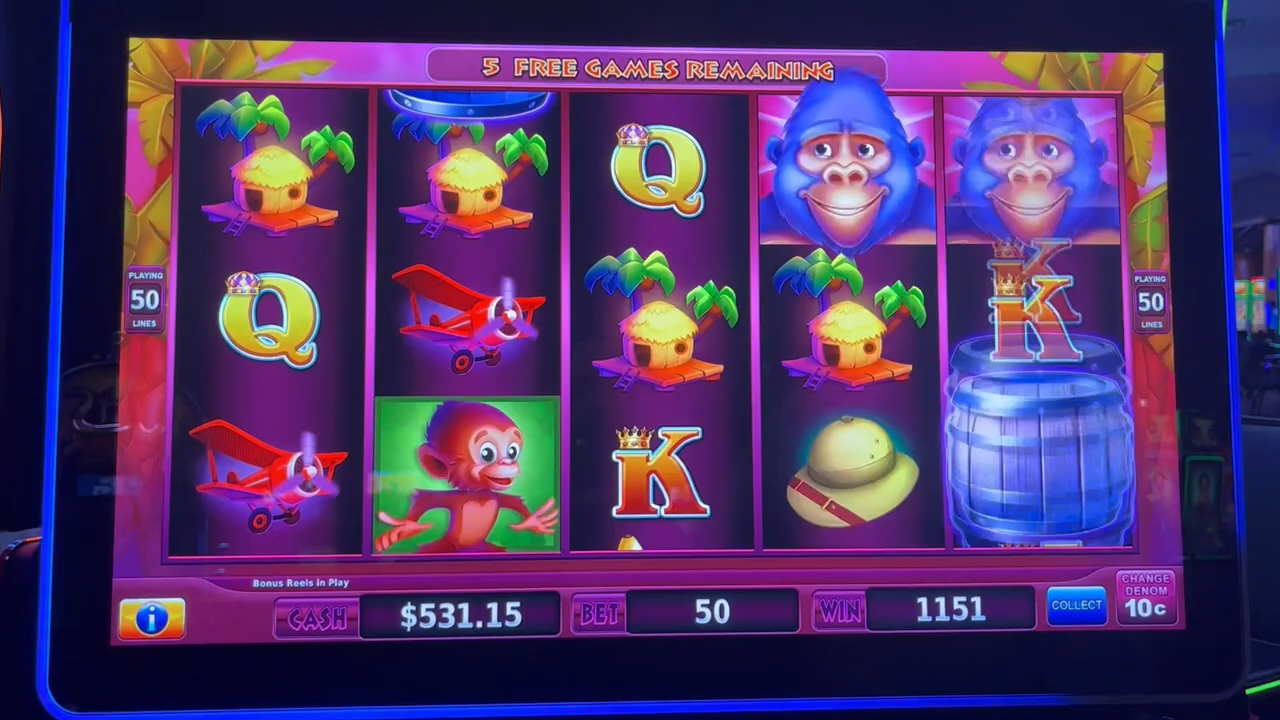 5 FREE GAMES REMAINING
Q
PLAYING
50
LINES
Q
K
K
PLAYING
50
LINES
Bonus Reels In Play
i
CASH
$531.15
BET
50
WIN
1151
COLLECT
CHANGE
DENOM
10¢